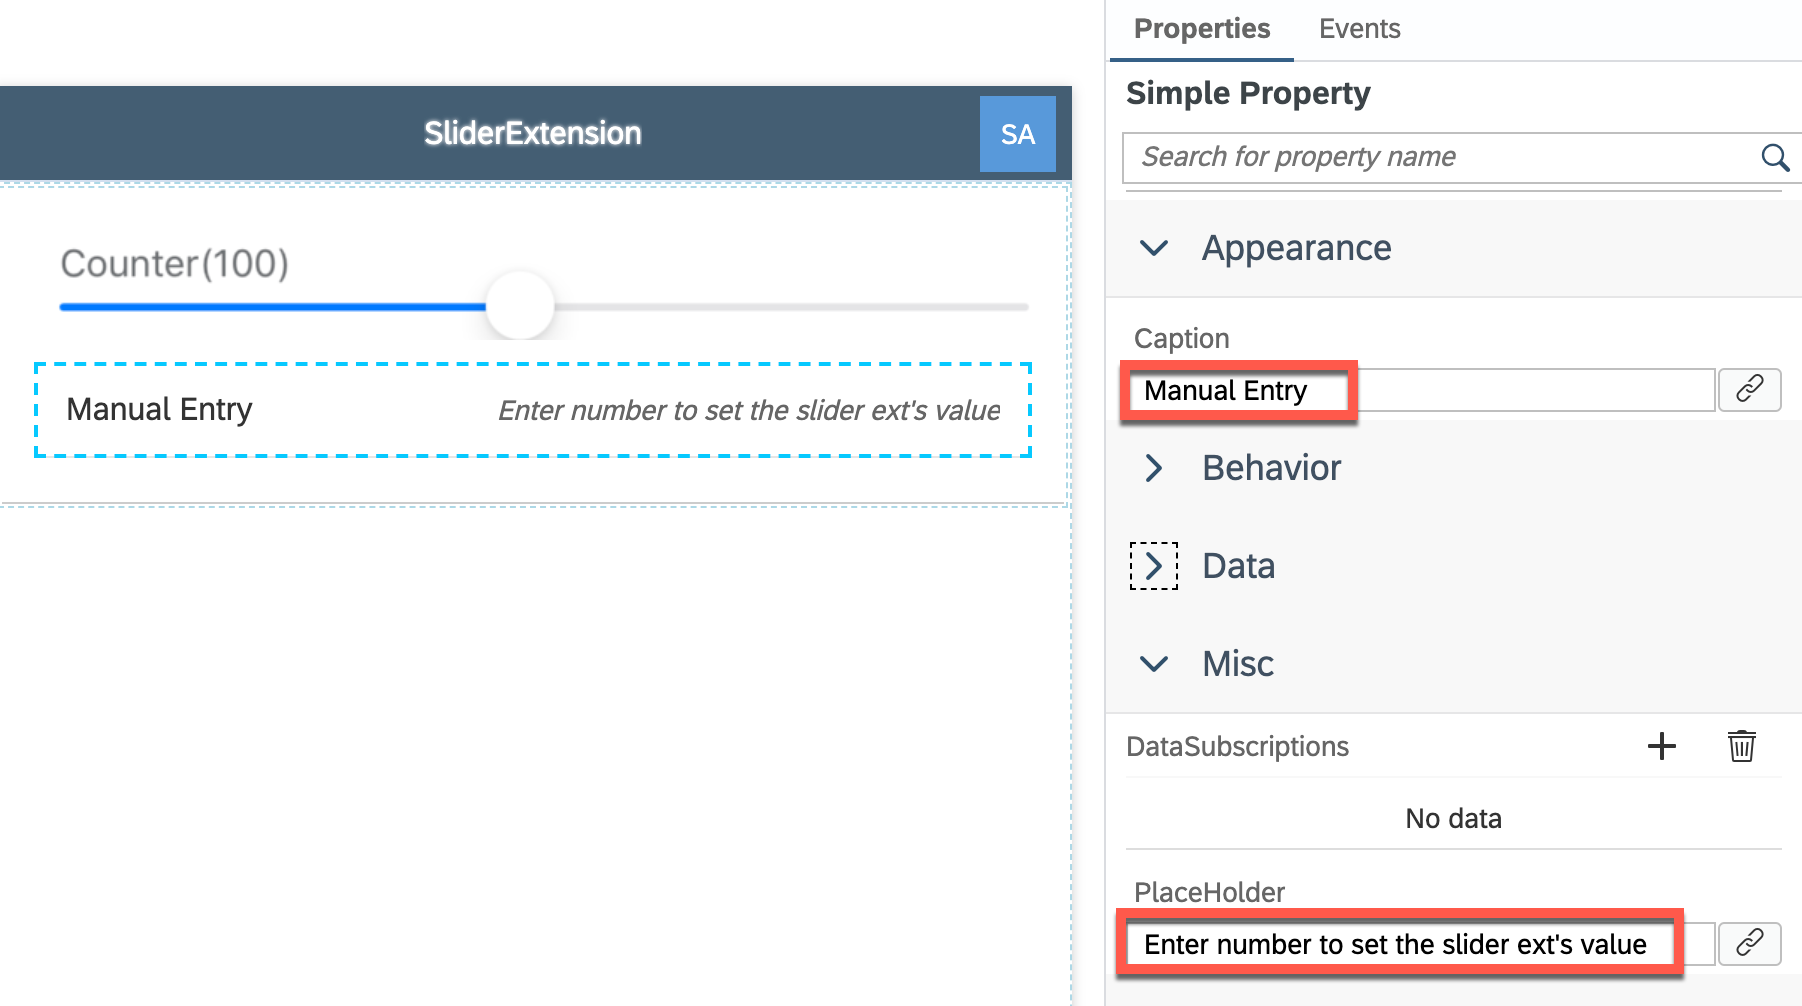 SliderExtension
SA
Counter(100)
Manual Entry
Enter number to set the slider ext's value
Properties
Events
Simple Property
Search for property name
Appearance
Caption
Manual Entry
Behavior
Data
Misc
DataSubscriptions
No data
PlaceHolder
Enter number to set the slider ext's value